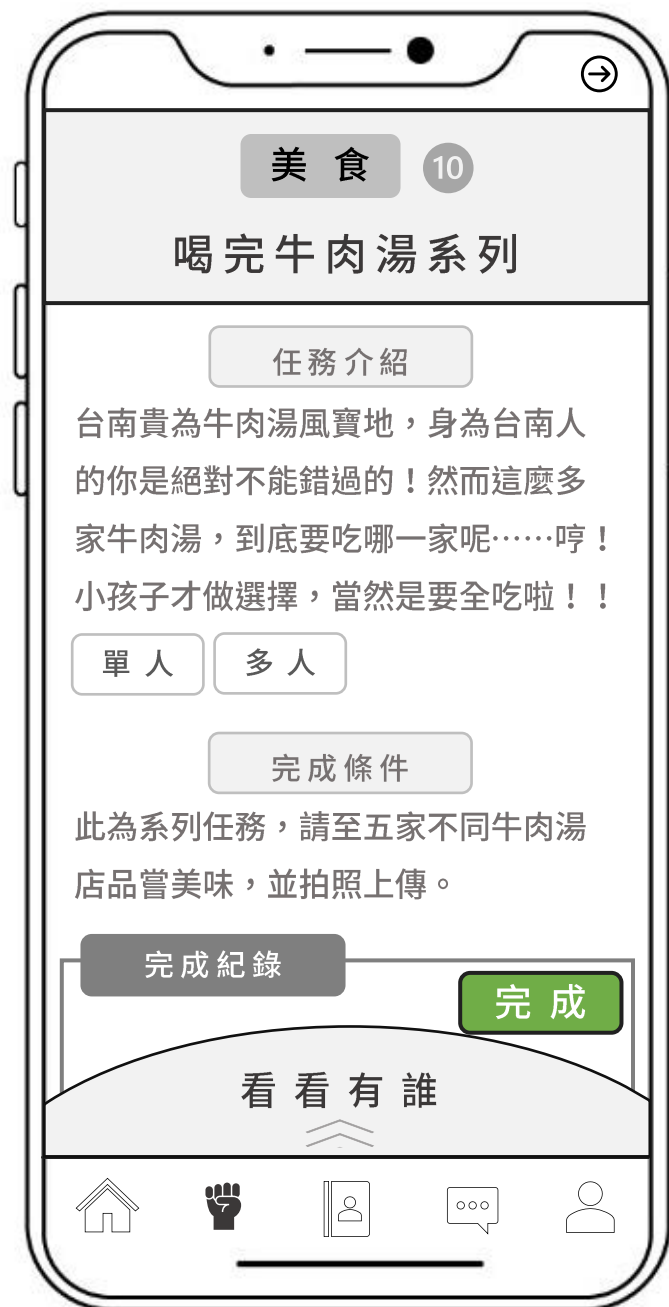 美食 10
喝完牛肉湯系列
任務介紹
台南貴為牛肉湯風寶地，身為台南人
的你是絕對不能錯過的！然而這麼多
家牛肉湯，到底要吃哪一家呢……哼！
小孩子才做選擇，當然是要全吃啦！！
單人 多人
完成條件
此為系列任務，請至五家不同牛肉湯
店品嘗美味，並拍照上傳。
完成紀錄
完成
看看有誰